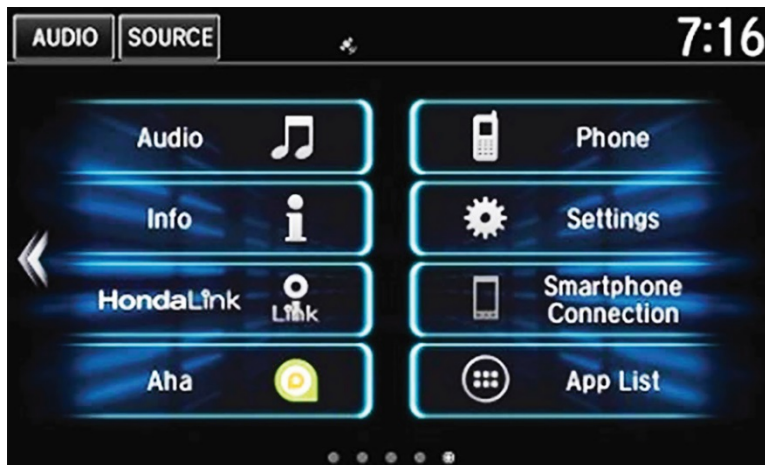 AUDIO SOURCE 7:16
Audio Phone
Info Settings
HondaLink Link Smartphone
Connection
Aha App List